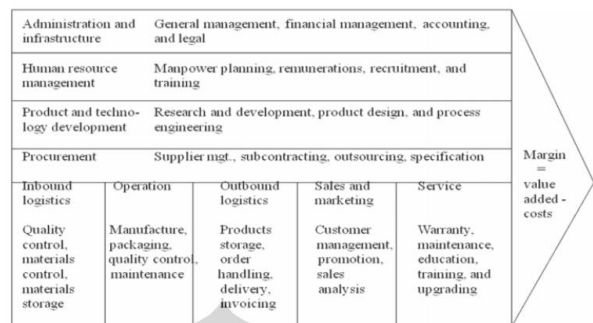 Administration and infrastructure
General management, financial management, accounting,
and legal
Human resource
management
Manpower planning, remunerations, recruitment, and
training
Product and techno-
logy development
Research and development, product design, and process
engineering
Procurement
Supplier mgt., subcontracting, outsourcing, specification
Inbound
logistics
Quality
control,
materials
control,
materials
storage
Operation
Manufacture,
packaging,
quality control,
maintenance
Outbound
logistics
Products
storage,
order
handling,
delivery,
invoicing
Sales and
marketing
Customer
management,
promotion,
sales
analysis
Service
Warranty,
maintenance,
education,
training, and
upgrading
Margin
=
value
added -
costs